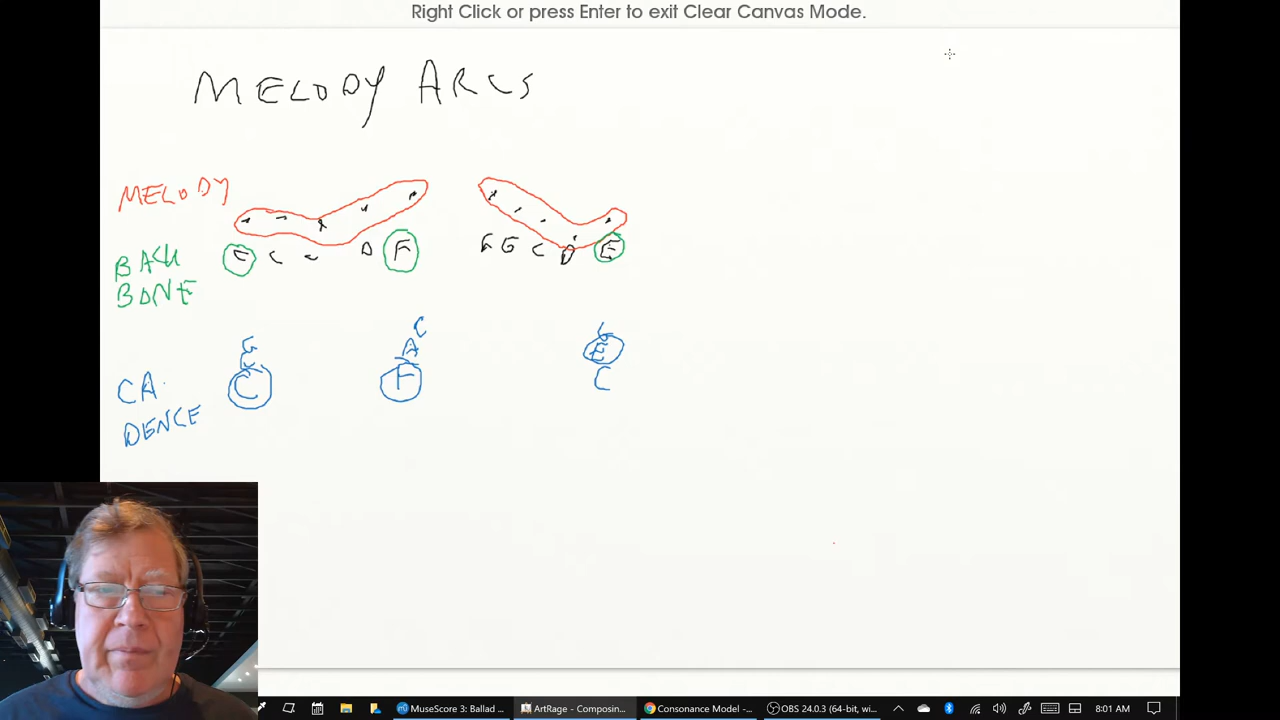 Right Click or press Enter to exit Clear Canvas Mode.
MELODY ARCS
MELODY
BACK
BONE
D F
C D E
C
A
F
G
E
C
C
CA
DENCE
MuseScore 3: Ballad ...
ArtRage - Composin...
Consonance Model -...
OBS 24.0.3 (64-bit, wi...
8:01 AM